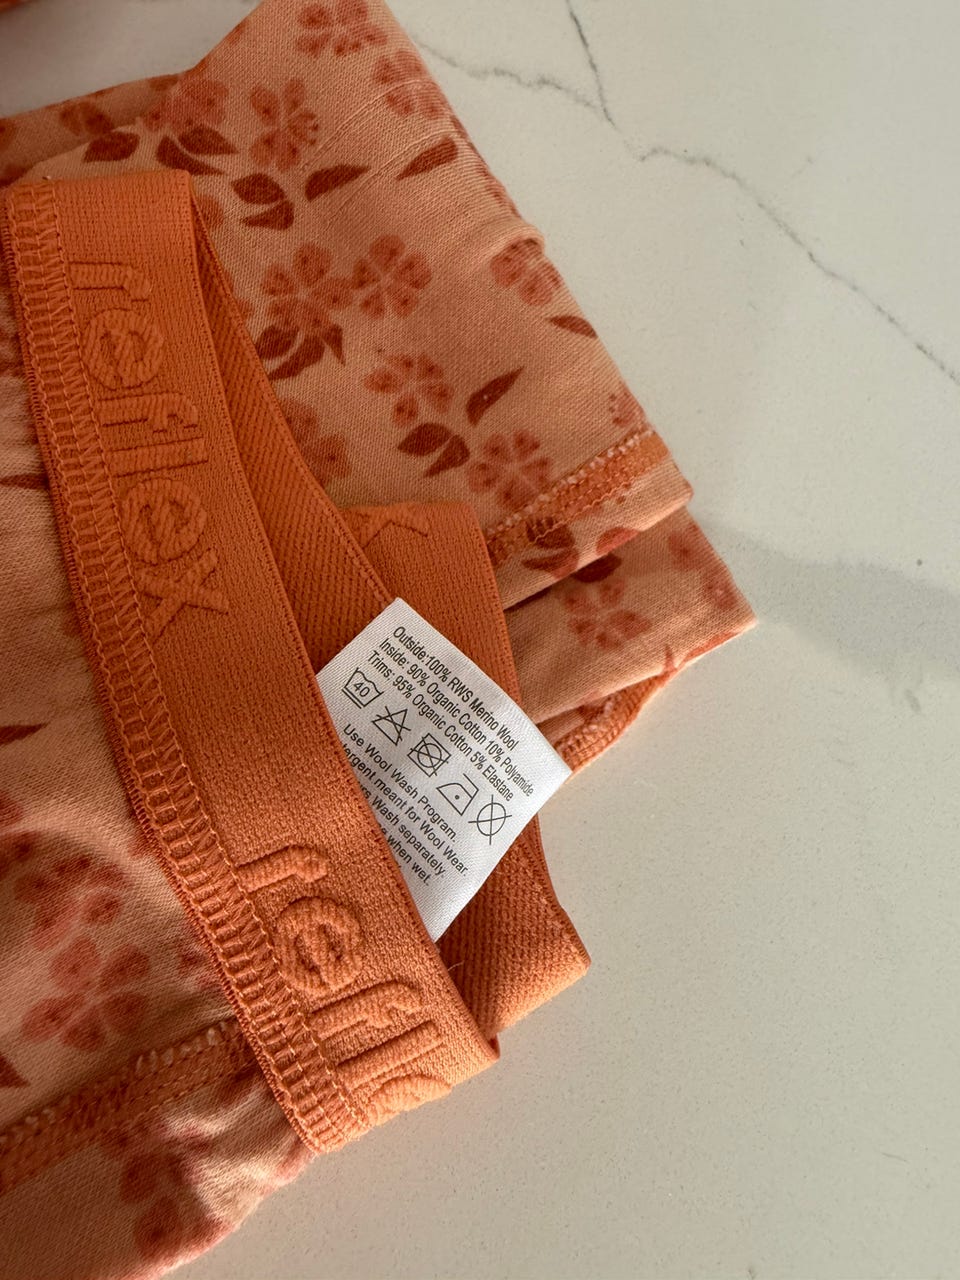 reflex
refl
Outside:100% RWS Merino Wool
Inside: 90% Organic Cotton 10% Polyamide
Trims: 95% Organic Cotton 5% Elastane
40
Use Wool Wash Program.
meant for Wool Wear.
Wash separately.
when wet.